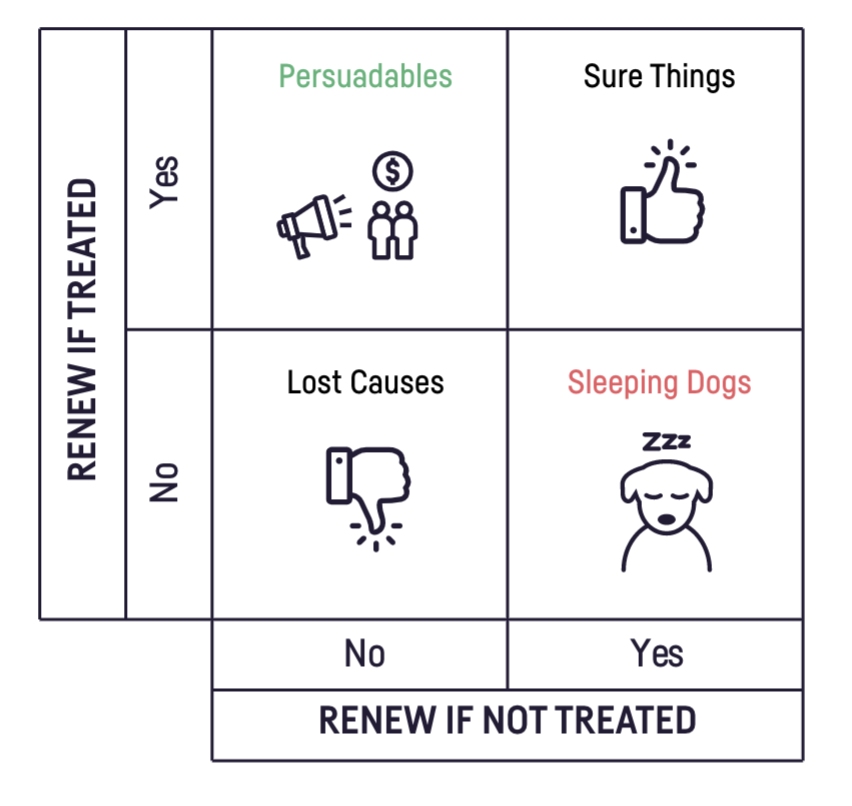 RENEW IF TREATED
Yes
Persuadables
$
Sure Things
No
Lost Causes
Sleeping Dogs
Zzz
No
Yes
RENEW IF NOT TREATED